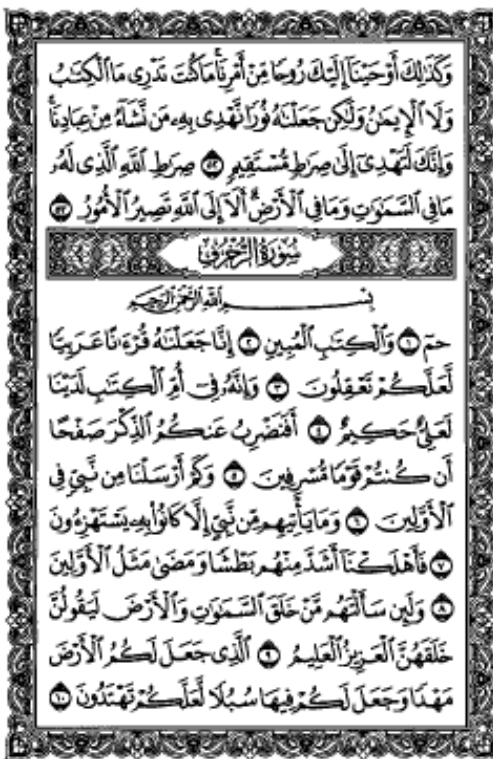 وَكَذَٰلِكَ أَوْحَيْنَا إِلَيْكَ رُوحًا مِّنْ أَمْرِنَا ۚ مَا كُنتَ تَدْرِى مَا ٱلْكِتَٰبُ
وَلَا ٱلْإِيمَٰنُ وَلَٰكِن جَعَلْنَٰهُ نُورًا نَّهْدِى بِهِۦ مَن نَّشَآءُ مِنْ عِبَادِنَا ۚ
وَإِنَّكَ لَتَهْدِىٓ إِلَىٰ صِرَٰطٍ مُّسْتَقِيمٍ ٥٢ صِرَٰطِ ٱللَّهِ ٱلَّذِى لَهُۥ
مَا فِى ٱلسَّمَٰوَٰتِ وَمَا فِى ٱلْأَرْضِ ۗ أَلَآ إِلَى ٱللَّهِ تَصِيرُ ٱلْأُمُورُ ٥٣
سُورَةُ الزُّخْرُفِ
بِسْمِ ٱللَّهِ ٱلرَّحْمَٰنِ ٱلرَّحِيمِ
حمٓ ١ وَٱلْكِتَٰبِ ٱلْمُبِينِ ٢ إِنَّا جَعَلْنَٰهُ قُرْءَٰنًا عَرَبِيًّا
لَّعَلَّكُمْ تَعْقِلُونَ ٣ وَإِنَّهُۥ فِىٓ أُمِّ ٱلْكِتَٰبِ لَدَيْنَا
لَعَلِىٌّ حَكِيمٌ ٤ أَفَنَضْرِبُ عَنكُمُ ٱلذِّكْرَ صَفْحًا
أَن كُنتُمْ قَوْمًا مُّسْرِفِينَ ٥ وَكَمْ أَرْسَلْنَا مِن نَّبِىٍّ فِى
ٱلْأَوَّلِينَ ٦ وَمَا يَأْتِيهِم مِّن نَّبِىٍّ إِلَّا كَانُوا۟ بِهِۦ يَسْتَهْزِءُونَ
٧ فَأَهْلَكْنَآ أَشَدَّ مِنْهُم بَطْشًا وَمَضَىٰ مَثَلُ ٱلْأَوَّلِينَ
٨ وَلَئِن سَأَلْتَهُم مَّنْ خَلَقَ ٱلسَّمَٰوَٰتِ وَٱلْأَرْضَ لَيَقُولُنَّ
خَلَقَهُنَّ ٱلْعَزِيزُ ٱلْعَلِيمُ ٩ ٱلَّذِى جَعَلَ لَكُمُ ٱلْأَرْضَ
مَهْدًا وَجَعَلَ لَكُمْ فِيهَا سُبُلًا لَّعَلَّكُمْ تَهْتَدُونَ ١٠